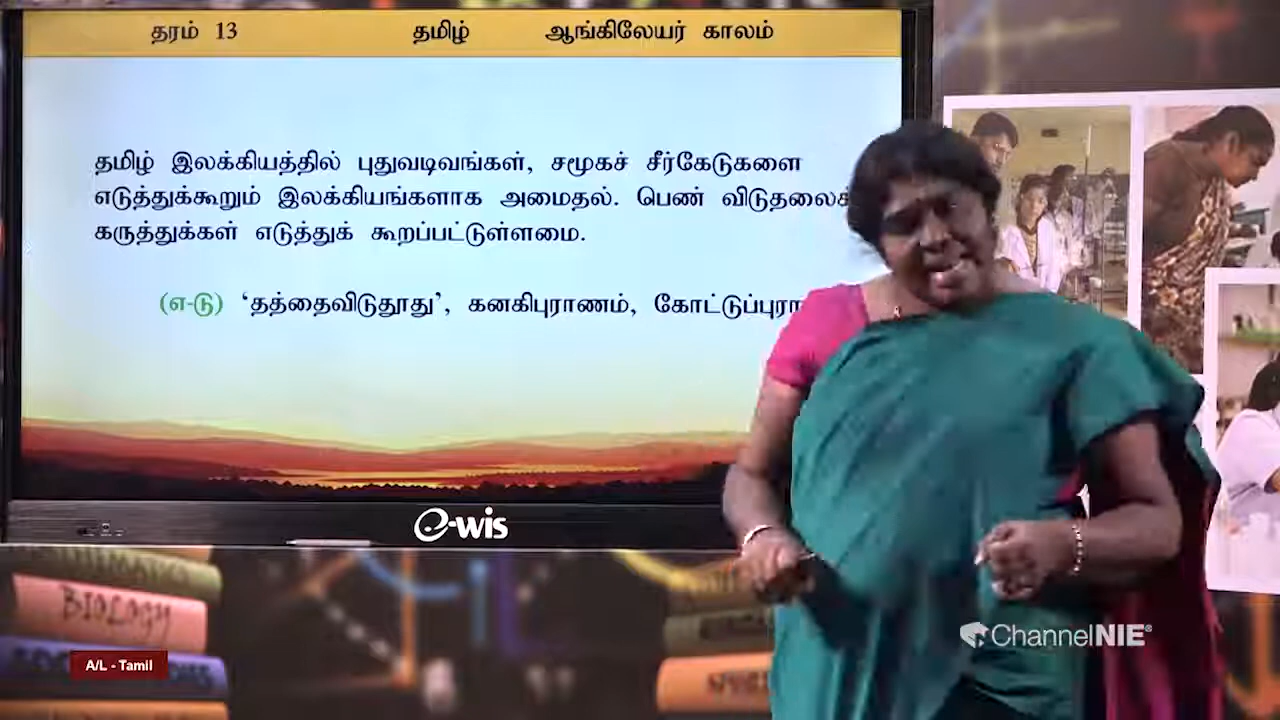 தரம் 13 தமிழ் ஆங்கிலேயர் காலம்
தமிழ் இலக்கியத்தில் புதுவடிவங்கள், சமூகச் சீர்கேடுகளை
எடுத்துக்கூறும் இலக்கியங்களாக அமைதல். பெண் விடுதலைக்
கருத்துக்கள் எடுத்துக் கூறப்பட்டுள்ளமை.
(எ-டு) ‘தத்தைவிடுதூது’, கனகிபுராணம்,
e-wis
BIOLOGY
A/L - Tamil
ChannelNIE